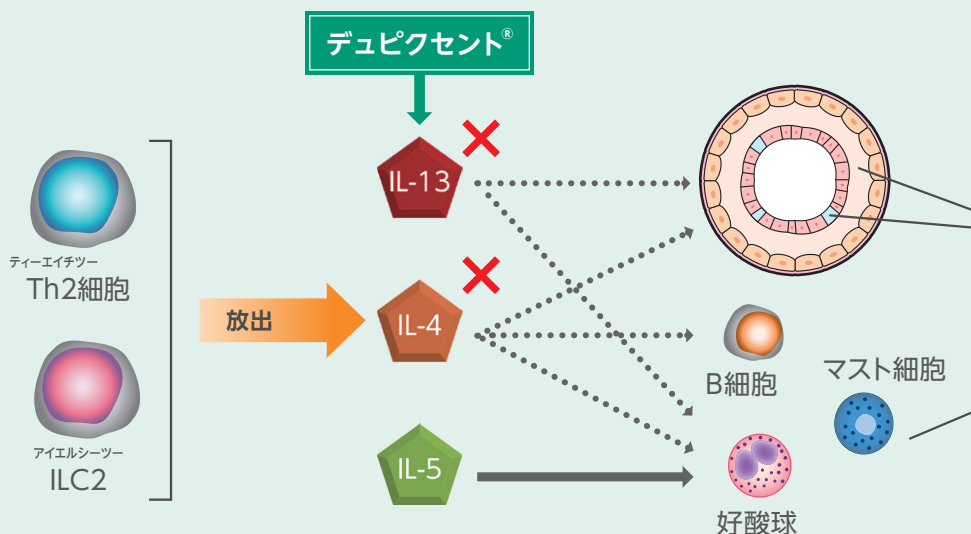 デュピクセント®
IL-13
ティーエイチツー
Th2細胞
放出
IL-4
B細胞
マスト細胞
アイエルシーツー
ILC2
IL-5
好酸球